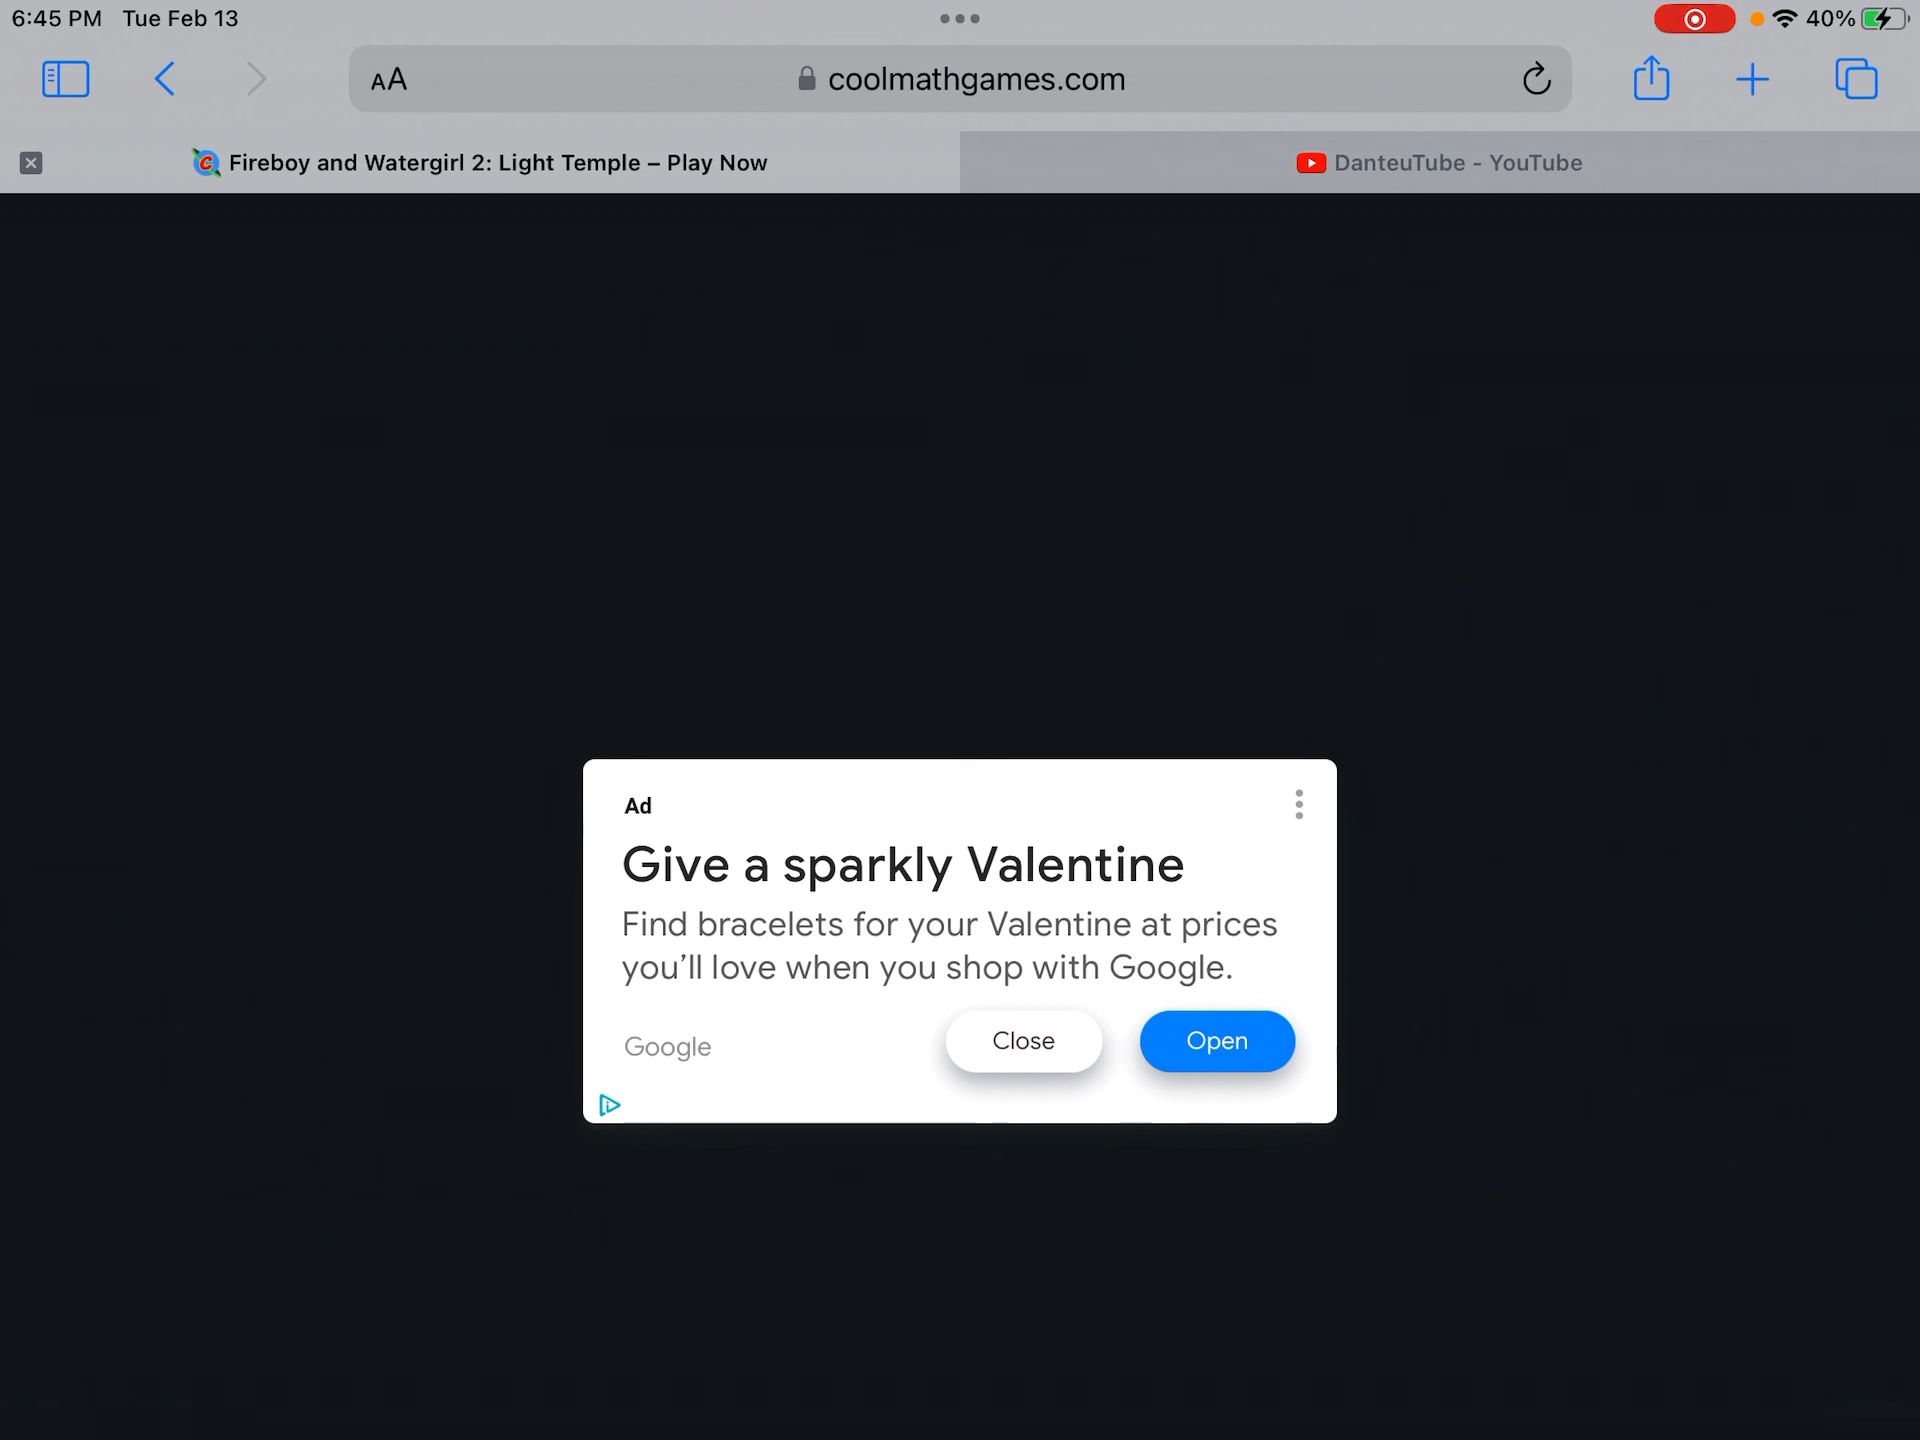 6:45 PM Tue Feb 13
40%
AA
coolmathgames.com
Fireboy and Watergirl 2: Light Temple – Play Now
DanteuTube - YouTube
Ad
Give a sparkly Valentine
Find bracelets for your Valentine at prices
you’ll love when you shop with Google.
Google
Close
Open